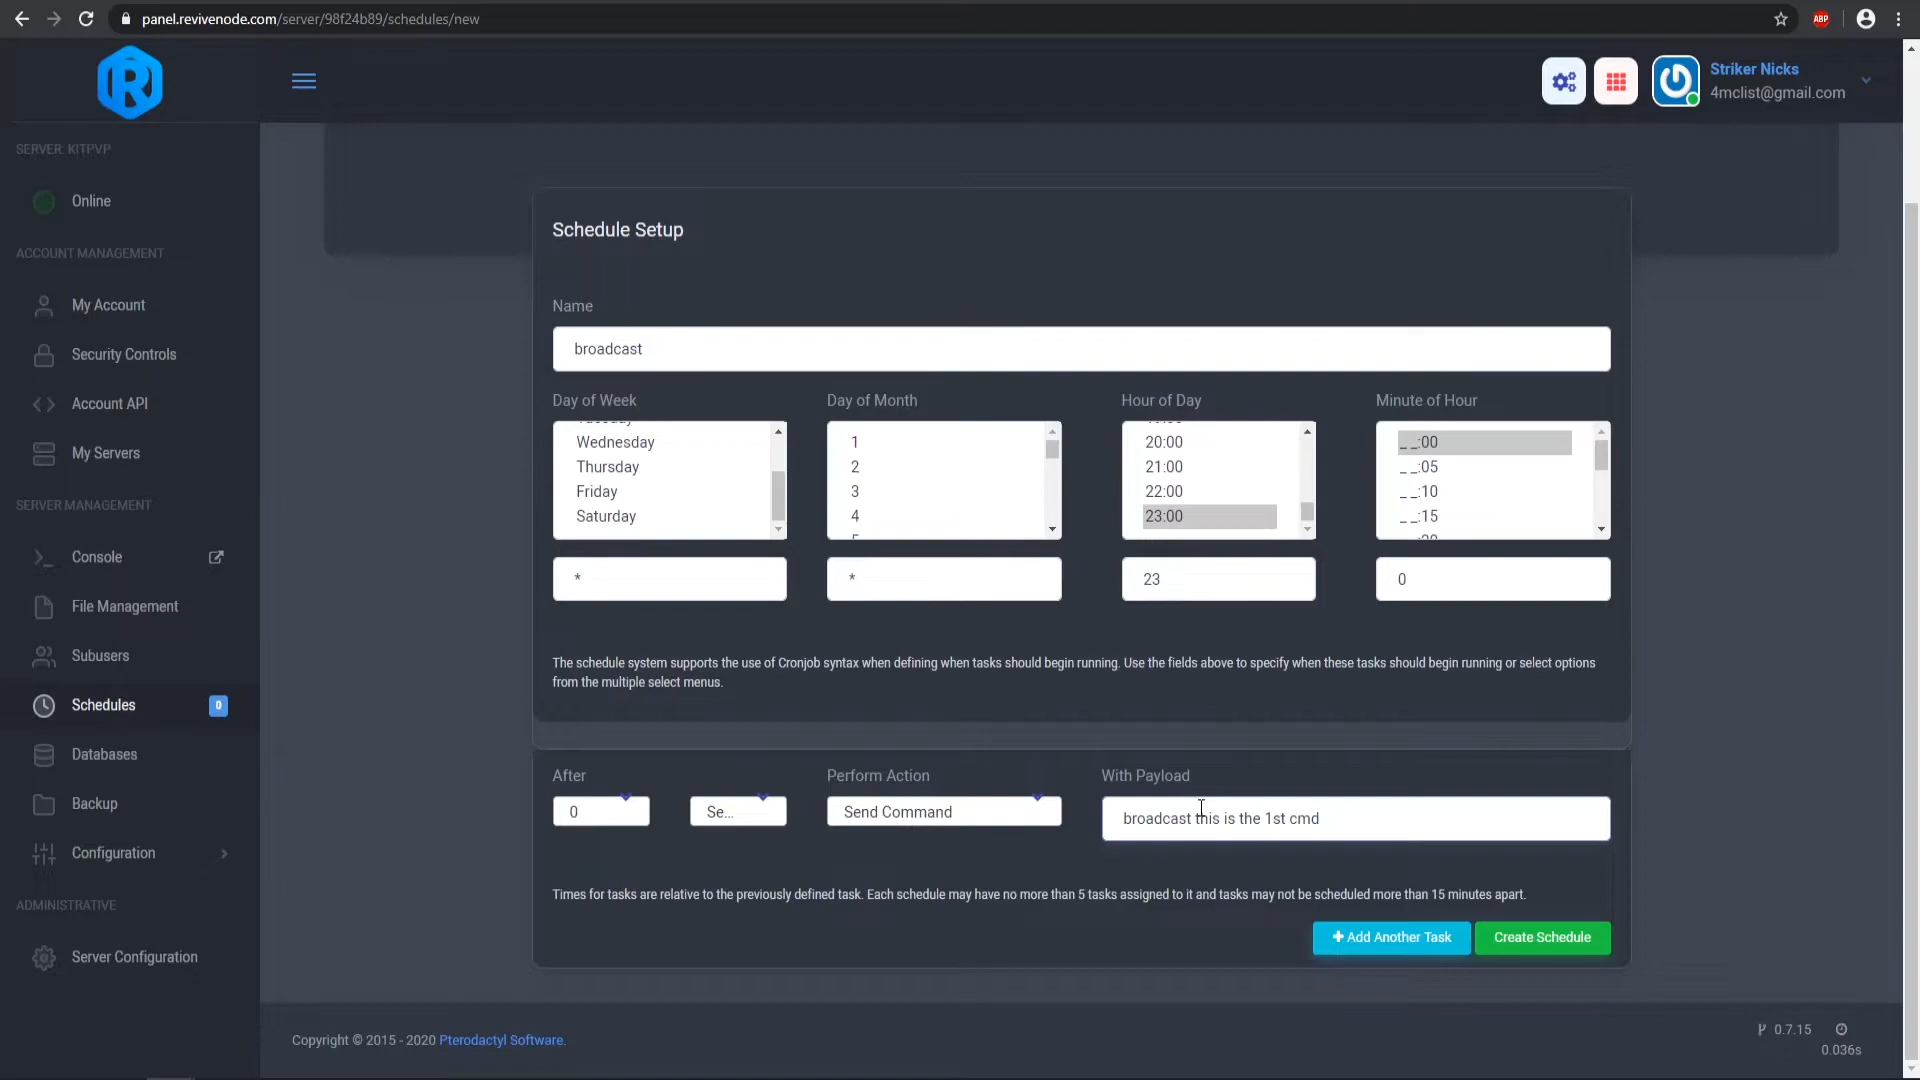 panel.revivenode.com/server/98f24b89/schedules/new
ABP
R
Striker Nicks
4mclist@gmail.com
SERVER: KITPVP
Online
ACCOUNT MANAGEMENT
My Account
Security Controls
Account API
My Servers
SERVER MANAGEMENT
Console
File Management
Subusers
Schedules 0
Databases
Backup
Configuration
ADMINISTRATIVE
Server Configuration
Schedule Setup
Name
broadcast
Day of Week Day of Month Hour of Day Minute of Hour
Tuesday
Wednesday 1 20:00 _ _:00
Thursday 2 21:00 _ _:05
Friday 3 22:00 _ _:10
Saturday 4 23:00 _ _:15
* * 23 0
The schedule system supports the use of Cronjob syntax when defining when tasks should begin running. Use the fields above to specify when these tasks should begin running or select options
from the multiple select menus.
After Perform Action With Payload
0 Se... Send Command broadcast this is the 1st cmd
Times for tasks are relative to the previously defined task. Each schedule may have no more than 5 tasks assigned to it and tasks may not be scheduled more than 15 minutes apart.
+ Add Another Task Create Schedule
Copyright © 2015 - 2020 Pterodactyl Software.
0.7.15
0.036s